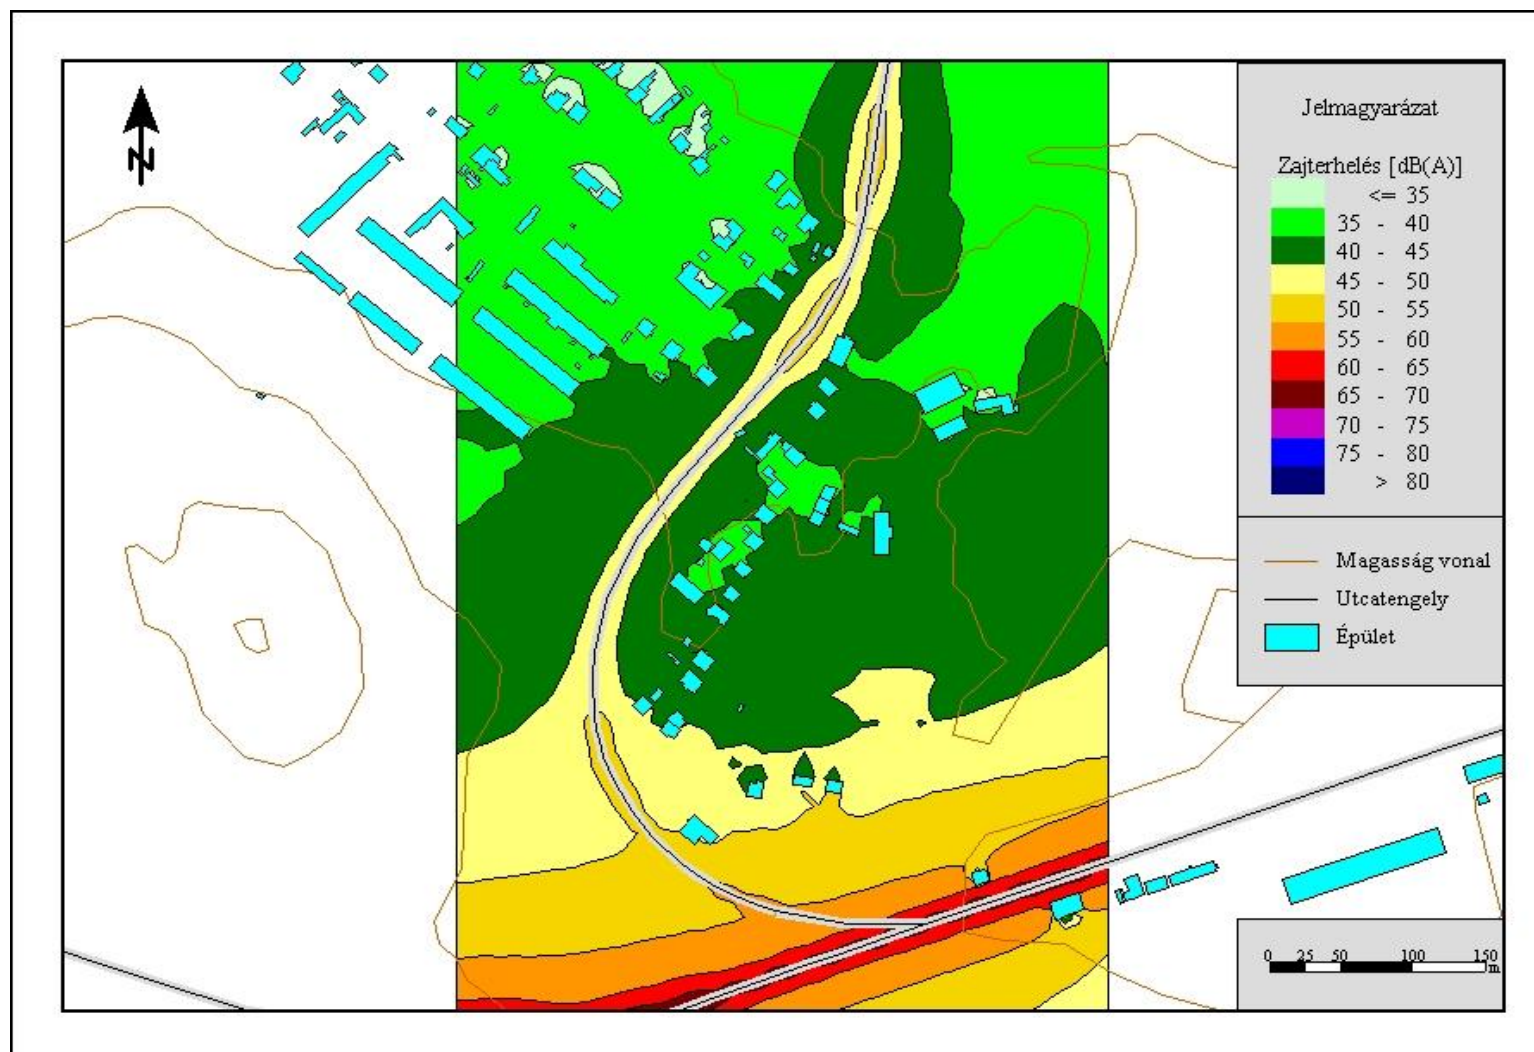 N
Jelmagyarázat
Zajterhelés [dB(A)]
<= 35
35 - 40
40 - 45
45 - 50
50 - 55
55 - 60
60 - 65
65 - 70
70 - 75
75 - 80
> 80
Magasság vonal
Utcatengely
Épület
0 25 50 100 150
m